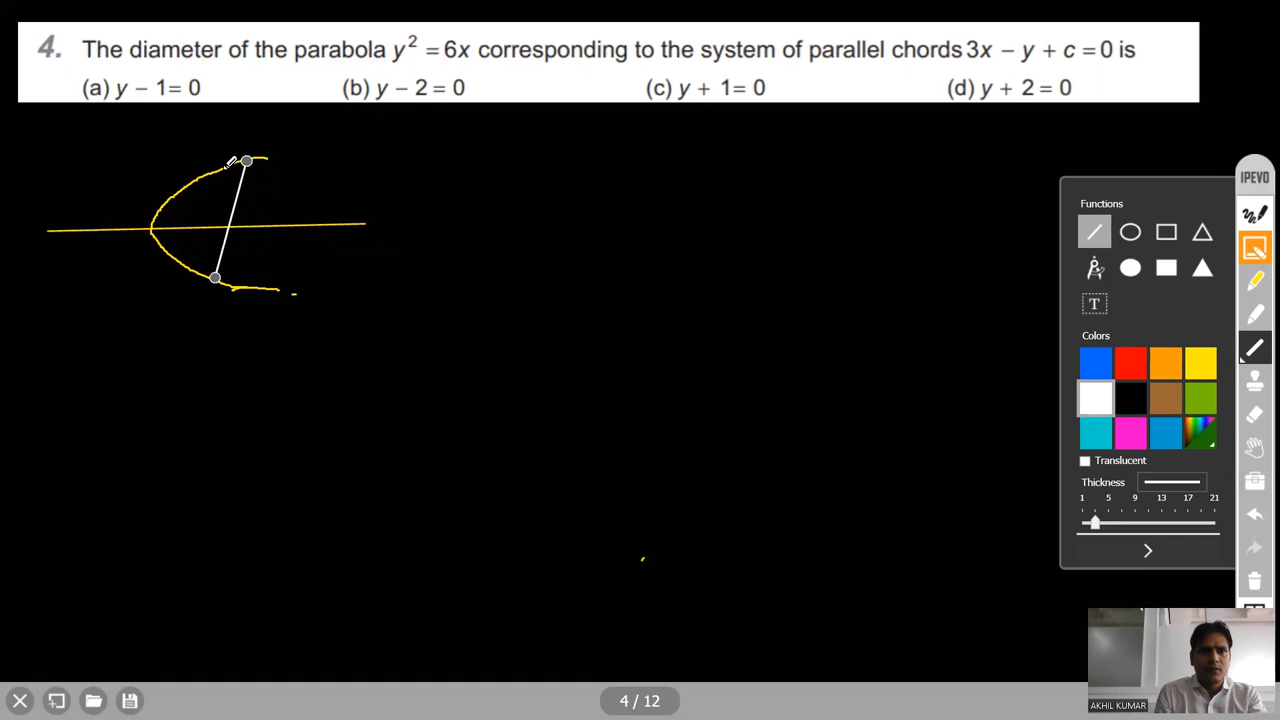 4. The diameter of the parabola y² = 6x corresponding to the system of parallel chords 3x − y + c = 0 is
(a) y − 1 = 0 (b) y − 2 = 0 (c) y + 1 = 0 (d) y + 2 = 0
IPEVO
Functions
T
Colors
Translucent
Thickness
1 5 9 13 17 21
4 / 12
AKHIL KUMAR